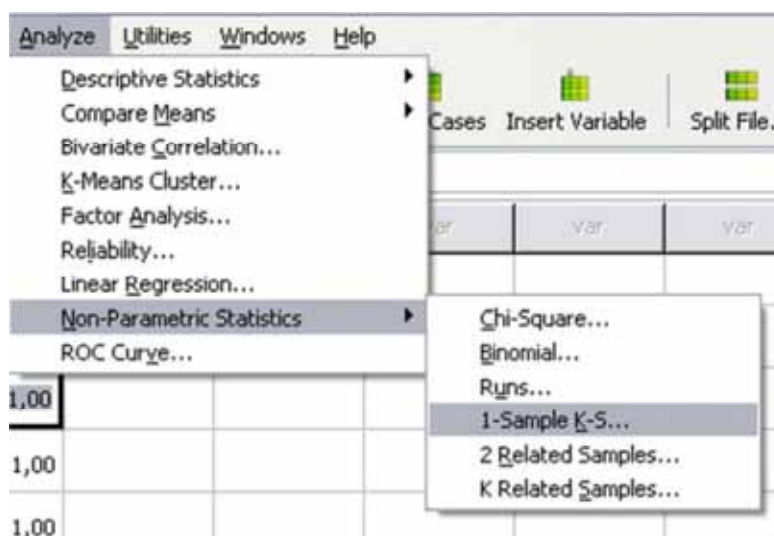 Analyze Utilities Windows Help
Descriptive Statistics
Compare Means
Bivariate Correlation...
K-Means Cluster...
Factor Analysis...
Reliability...
Linear Regression...
Non-Parametric Statistics
ROC Curve...
Cases Insert Variable Split File.
var var
Chi-Square...
Binomial...
Runs...
1-Sample K-S...
2 Related Samples...
K Related Samples...
1,00
1,00
1,00